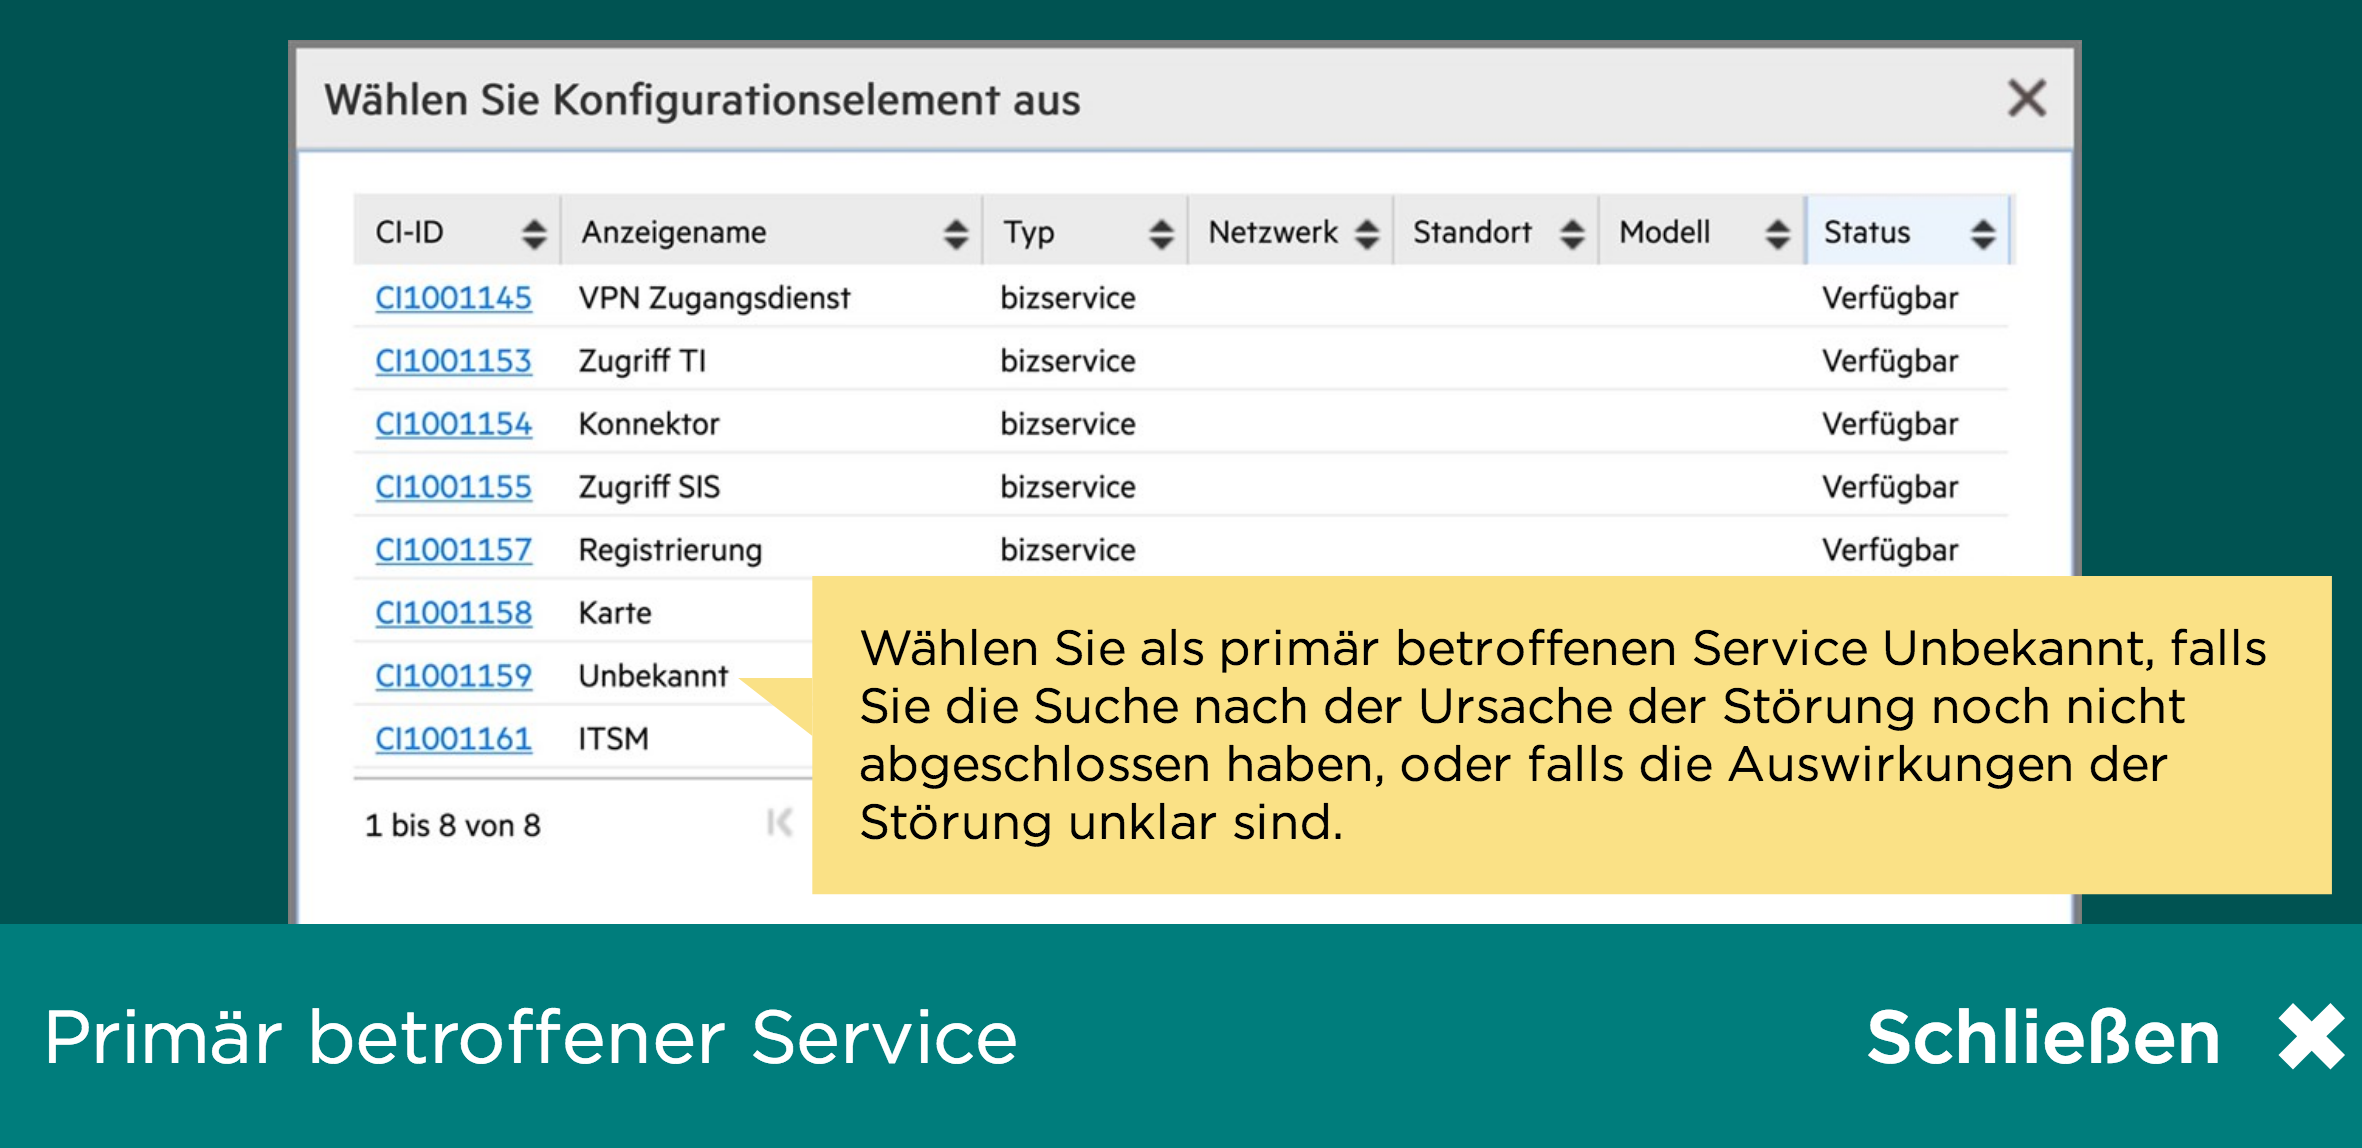 Wählen Sie Konfigurationselement aus
CI-ID Anzeigename Typ Netzwerk Standort Modell Status
CI1001145 VPN Zugangsdienst bizservice Verfügbar
CI1001153 Zugriff TI bizservice Verfügbar
CI1001154 Konnektor bizservice Verfügbar
CI1001155 Zugriff SIS bizservice Verfügbar
CI1001157 Registrierung bizservice Verfügbar
CI1001158 Karte
CI1001159 Unbekannt
CI1001161 ITSM
1 bis 8 von 8
Wählen Sie als primär betroffenen Service Unbekannt, falls
Sie die Suche nach der Ursache der Störung noch nicht
abgeschlossen haben, oder falls die Auswirkungen der
Störung unklar sind.
Primär betroffener Service
Schließen